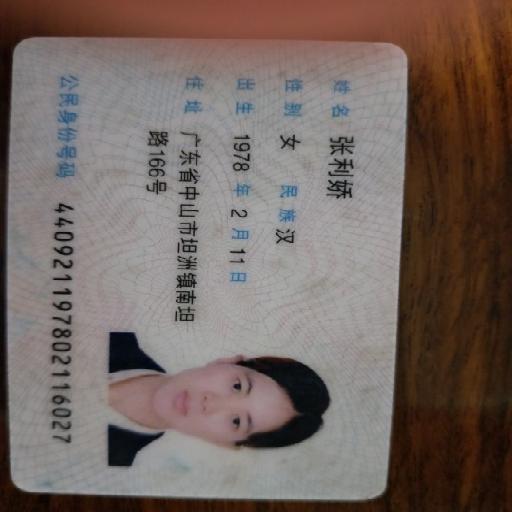 姓名 张利娇
性别 女 民族 汉
出生 1978 年 2 月 11 日
住址 广东省中山市坦洲镇南坦
路166号
公民身份号码 440921197802116027